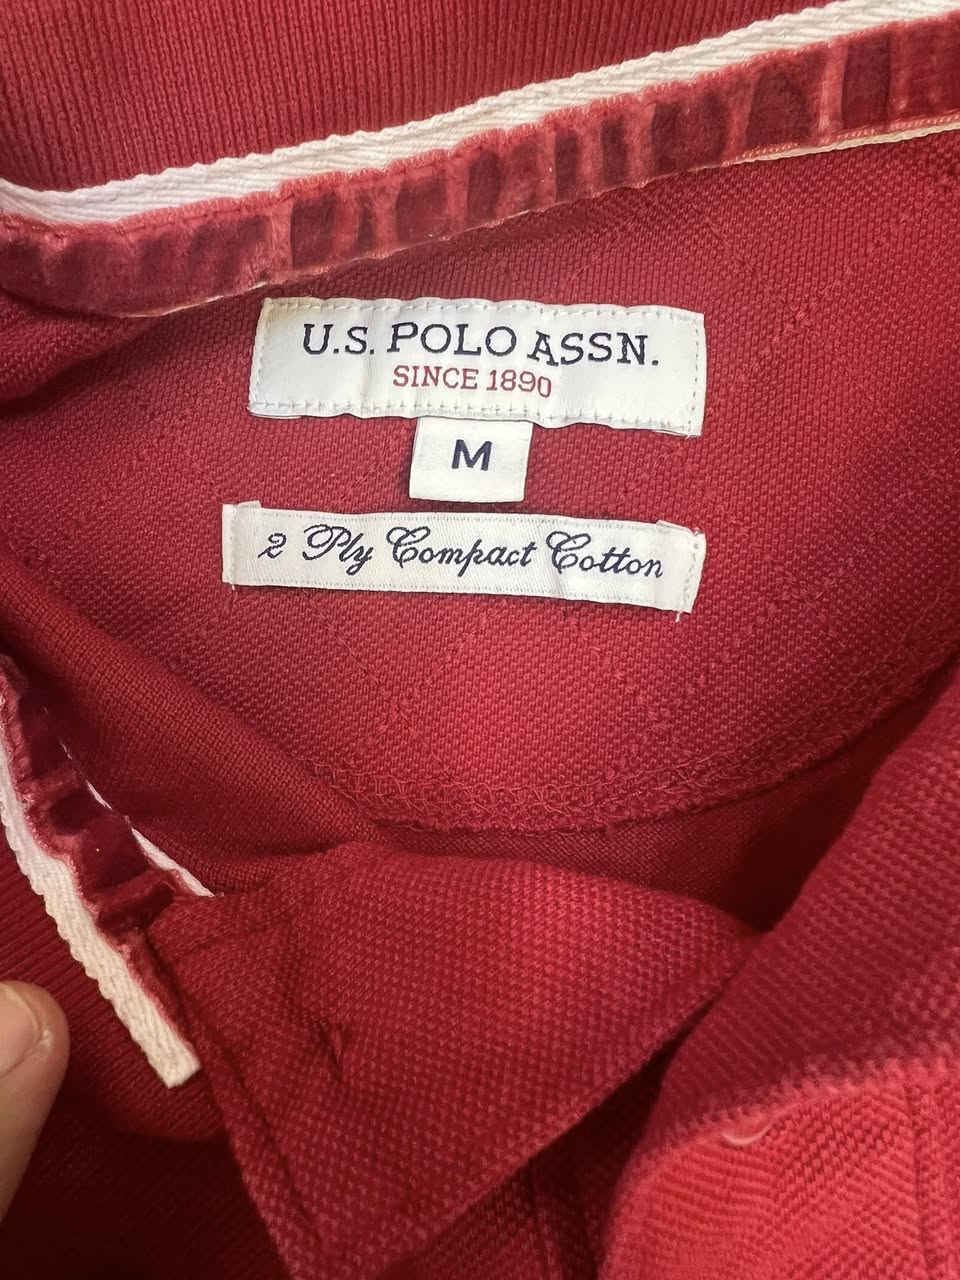 U.S. POLO ASSN.
SINCE 1890
M
2 Ply Compact Cotton